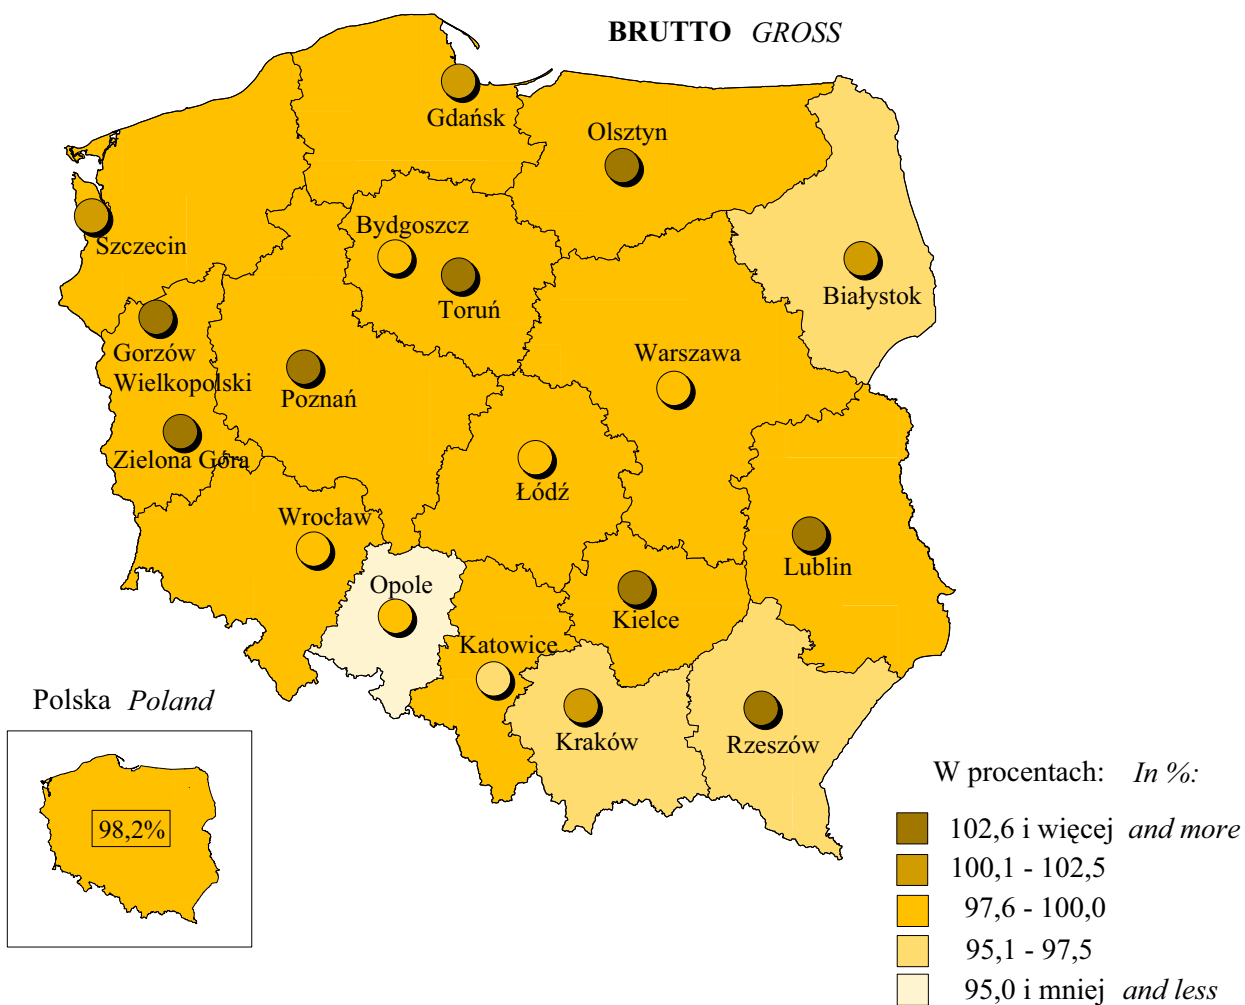 BRUTTO GROSS
Gdańsk
Olsztyn
Bydgoszcz
Szczecin
Toruń
Białystok
Gorzów
Wielkopolski
Warszawa
Poznań
Zielona Góra
Łódź
Wrocław
Lublin
Opole
Kielce
Katowice
Kraków
Rzeszów
Polska Poland
98,2%
W procentach: In %:
102,6 i więcej and more
100,1 - 102,5
97,6 - 100,0
95,1 - 97,5
95,0 i mniej and less